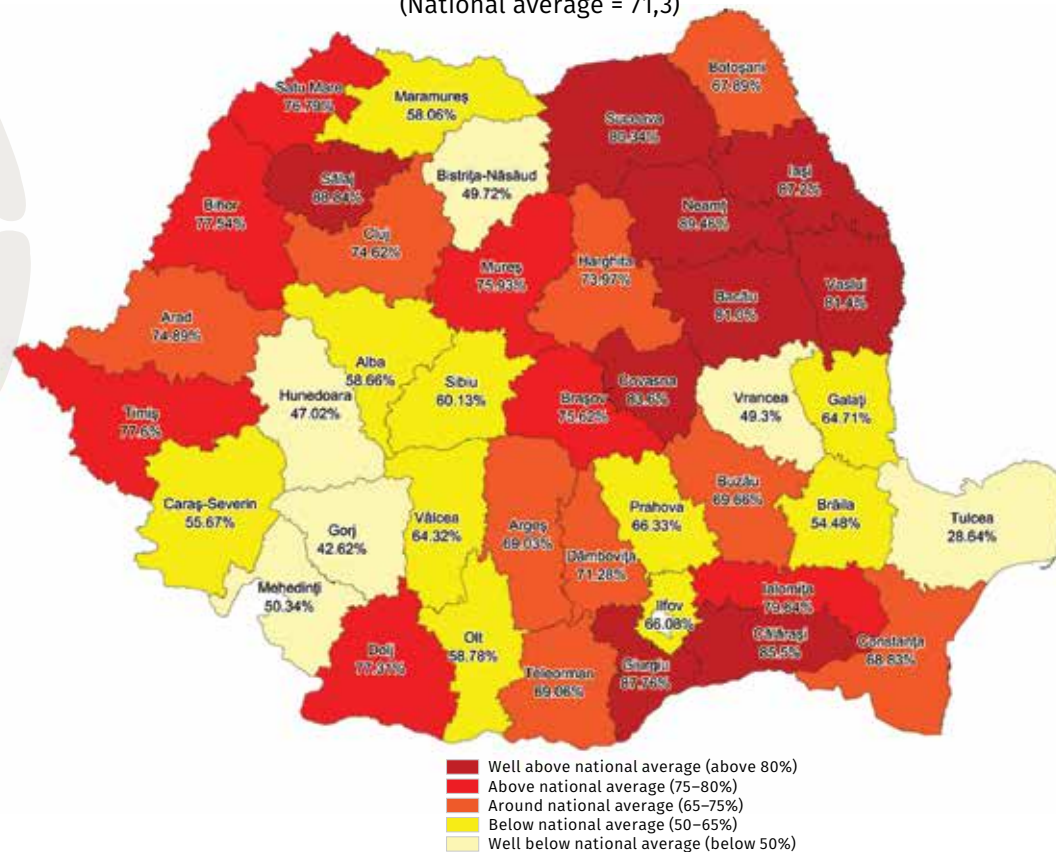 (National average = 71,3)
Botoșani
67.89%
Satu Mare
76.79%
Maramureș
58.06%
Suceava
Iași
87.2%
Bistrița-Năsăud
49.72%
Sălaj
88.84%
Neamț
89.46%
Bihor
77.54%
Cluj
74.62%
Mureș
75.93%
Harghita
73.97%
Vaslui
81.4%
Bacău
81.3%
Arad
74.89%
Alba
58.66%
Sibiu
60.13%
Hunedoara
47.02%
Brașov
75.62%
Covasna
83.6%
Vrancea
49.3%
Galați
64.71%
Timiș
77.6%
Caraș-Severin
55.67%
Gorj
42.62%
Vâlcea
64.32%
Argeș
69.03%
Prahova
66.33%
Buzău
69.66%
Brăila
54.48%
Tulcea
28.64%
Dâmbovița
71.28%
Mehedinți
50.34%
Ilfov
66.08%
Ialomița
79.84%
Călărași
85.5%
Constanța
68.83%
Dolj
77.37%
Olt
58.78%
Teleorman
69.06%
Giurgiu
87.76%
Well above national average (above 80%)
Above national average (75–80%)
Around national average (65–75%)
Below national average (50–65%)
Well below national average (below 50%)